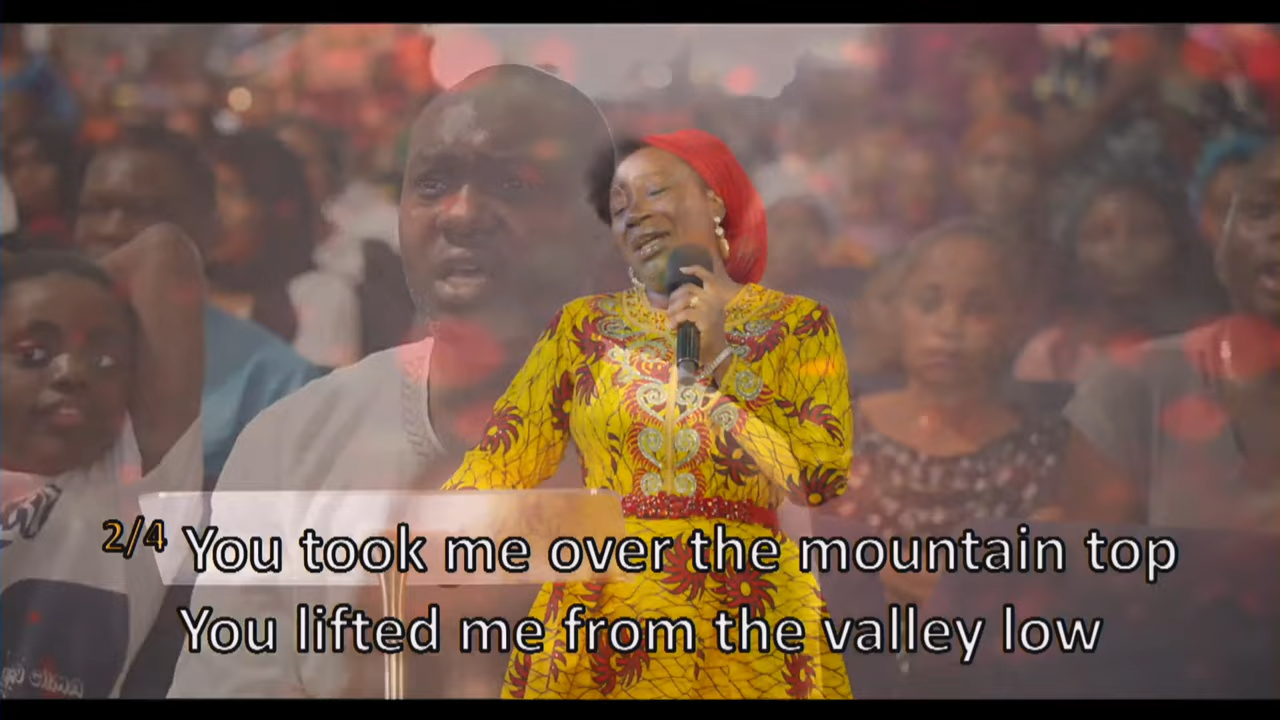 2/4 You took me over the mountain top
You lifted me from the valley low